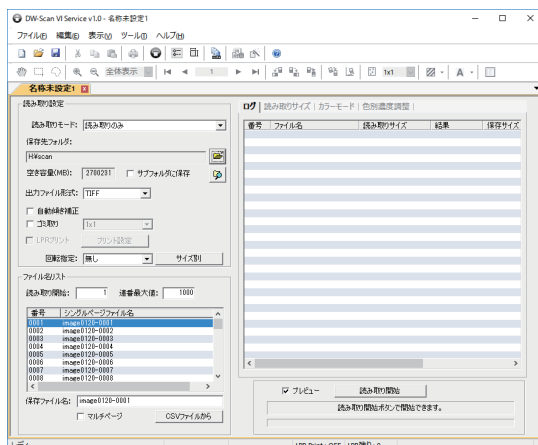 DW-Scan VI Service v1.0 - 名称未設定1
ファイル(F) 編集(E) 表示(V) ツール(T) ヘルプ(H)
全体表示 1 1x1 A
名称未設定1
読み取り設定
読み取りモード: 読み取りのみ
保存先フォルダ:
H¥scan
空き容量(MB): 2700231 サブフォルダに保存
出力ファイル形式: TIFF
自動傾き補正
ゴミ取り 1x1
LPRプリント プリント設定
回転指定: 無し サイズ別
ファイル名リスト
読み取り開始: 1 連番最大値: 1000
番号 シングルページファイル名
0001 image0120-0001
0002 image0120-0002
0003 image0120-0003
0004 image0120-0004
0005 image0120-0005
0006 image0120-0006
0007 image0120-0007
0008 image0120-0008
保存ファイル名: image0120-0001
マルチページ CSVファイルから
ログ 読み取りサイズ カラーモード 色別濃度調整
番号 ファイル名 読み取りサイズ 結果 保存サイズ
プレビュー 読み取り開始
読み取り開始ボタンで開始できます。